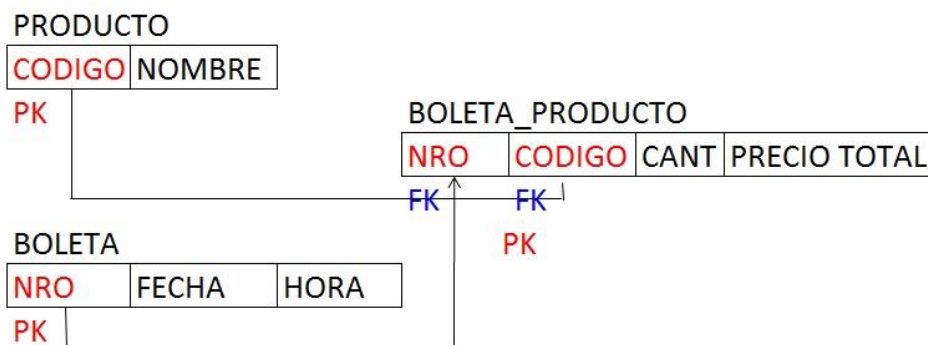 PRODUCTO
CODIGO NOMBRE
PK
BOLETA_PRODUCTO
NRO CODIGO CANT PRECIO TOTAL
FK FK
PK
BOLETA
NRO FECHA HORA
PK